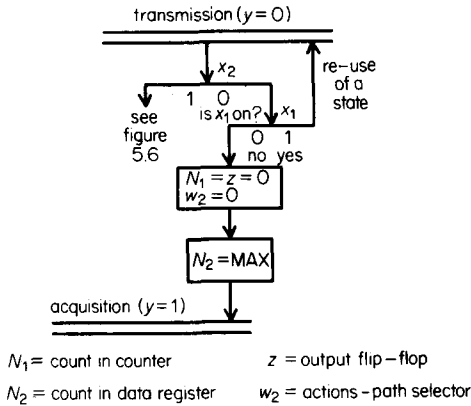 transmission (y=0)
x₂
re-use
of a
state
1 0
is x₁ on? x₁
see
figure
5.6
0 1
no yes
N₁ = z = 0
w₂ = 0
N₂ = MAX
acquisition (y=1)
N₁ = count in counter
z = output flip-flop
N₂ = count in data register
w₂ = actions-path selector